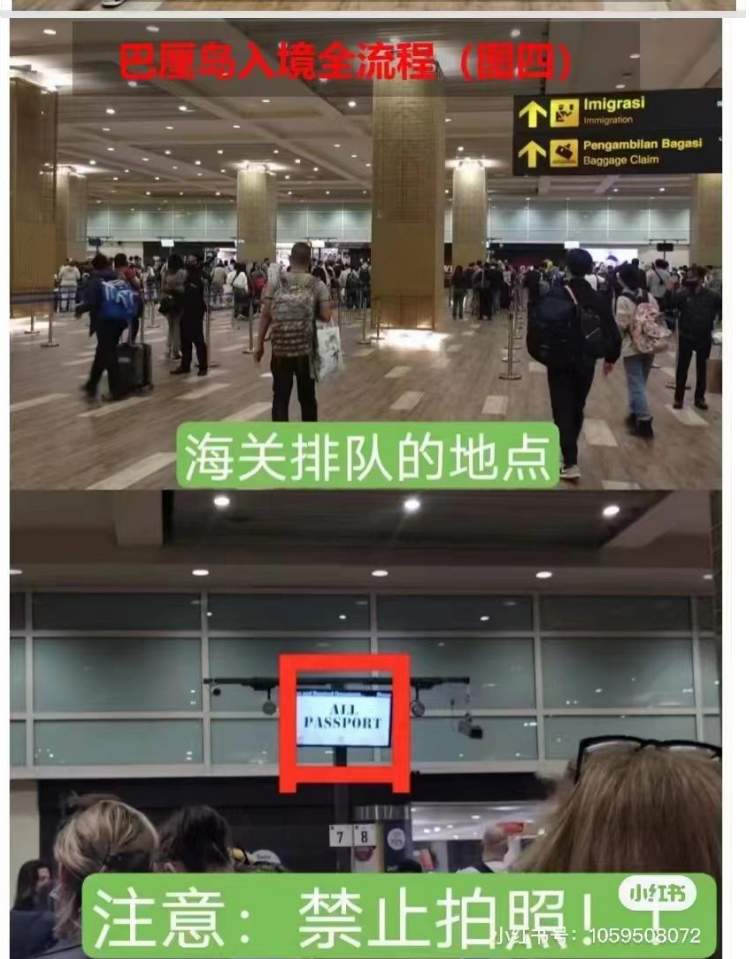 巴厘岛入境全流程（图四）
Imigrasi
Immigration
Pengambilan Bagasi
Baggage Claim
海关排队的地点
ALL
PASSPORT
7 8
注意：禁止拍照！
小红书
小红书号：1059503072